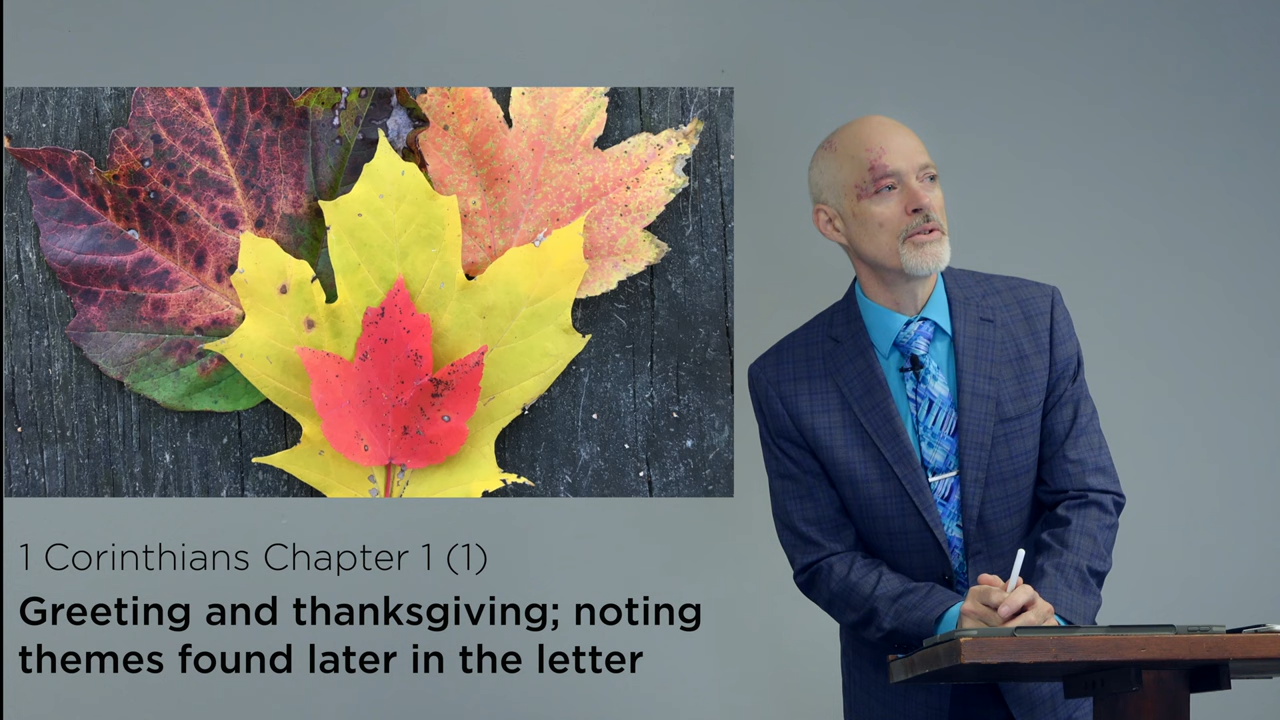 1 Corinthians Chapter 1 (1)
Greeting and thanksgiving; noting
themes found later in the letter